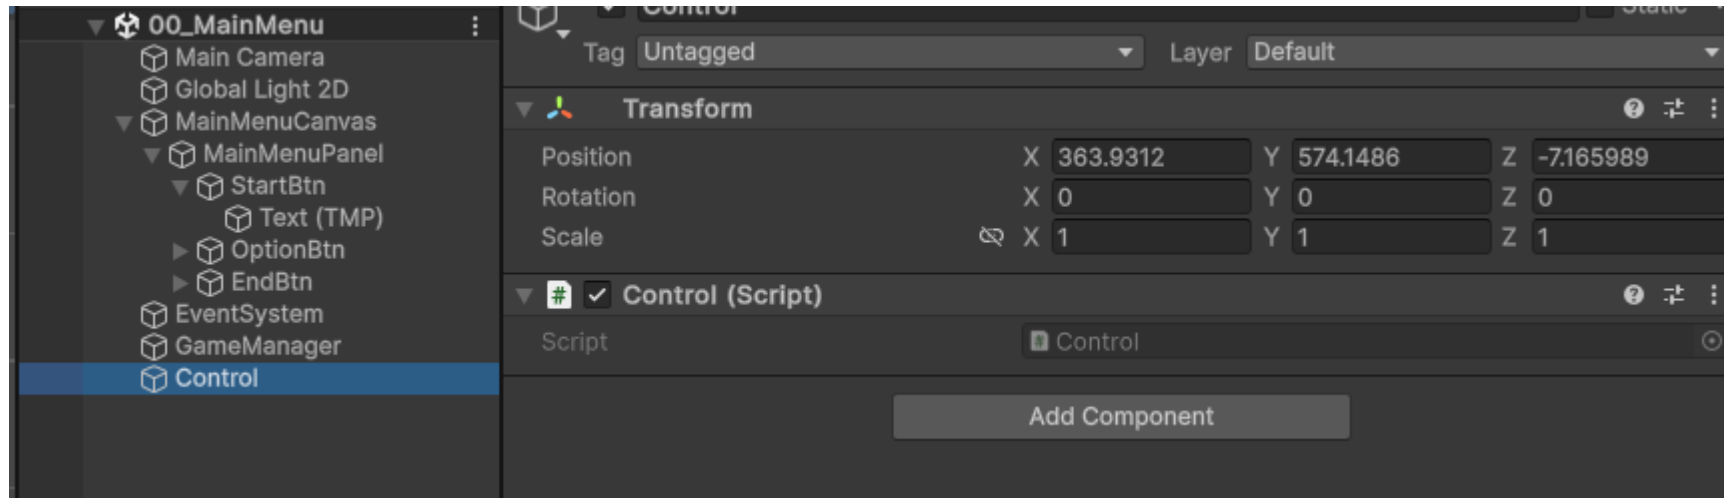 00_MainMenu
Main Camera
Global Light 2D
MainMenuCanvas
MainMenuPanel
StartBtn
Text (TMP)
OptionBtn
EndBtn
EventSystem
GameManager
Control
Control Static
Tag Untagged Layer Default
Transform
Position X 363.9312 Y 574.1486 Z -7.165989
Rotation X 0 Y 0 Z 0
Scale X 1 Y 1 Z 1
# Control (Script)
Script Control
Add Component